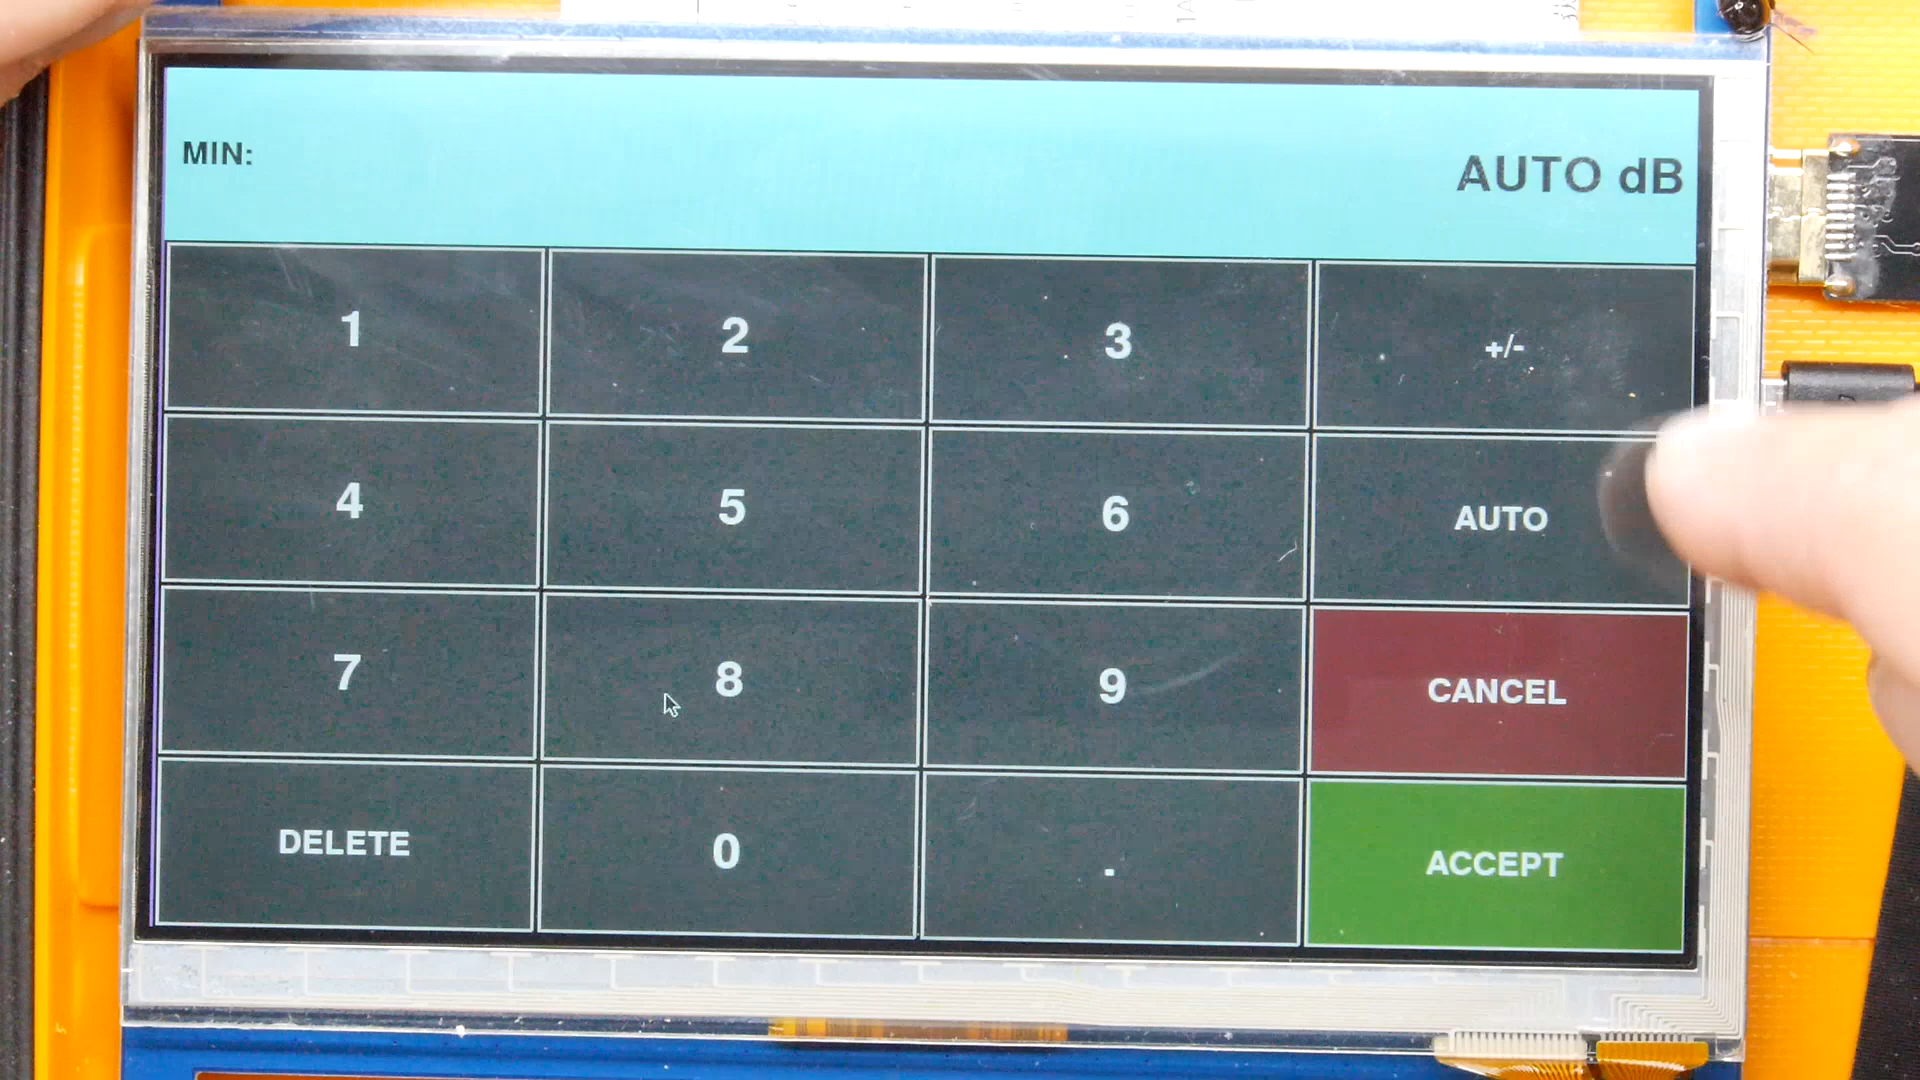 MIN:
AUTO dB
1 2 3 +/-
4 5 6 AUTO
7 8 9 CANCEL
DELETE 0 . ACCEPT